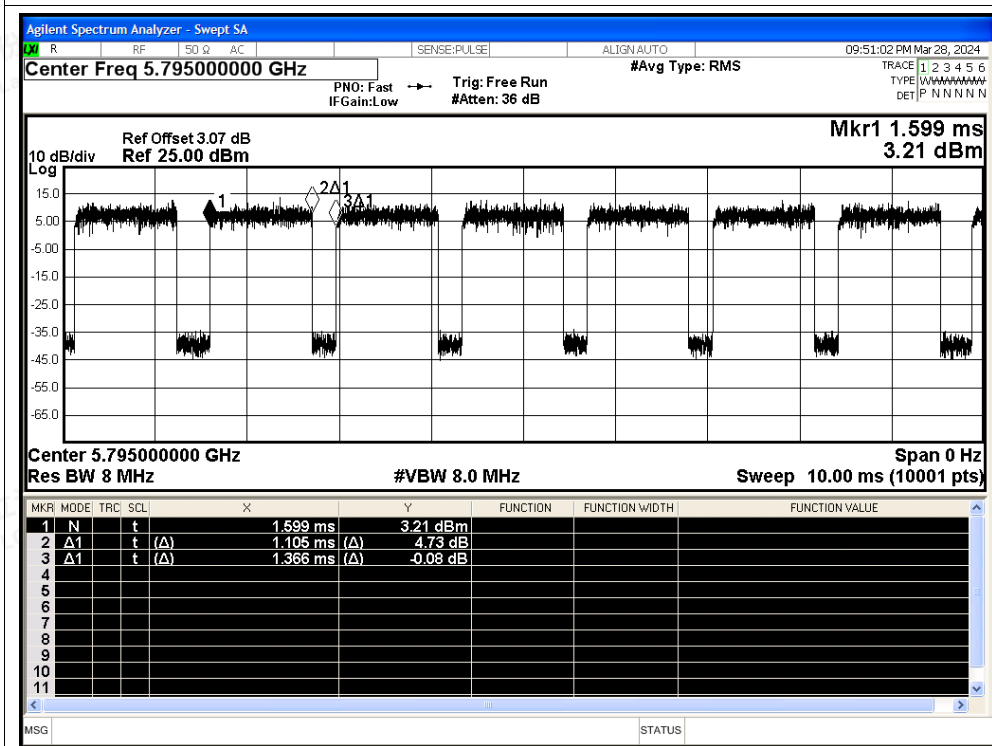 Agilent Spectrum Analyzer - Swept SA
LXI R RF 50 Ω AC SENSE:PULSE ALIGN AUTO 09:51:02 PM Mar 28, 2024
Center Freq 5.795000000 GHz #Avg Type: RMS TRACE 1 2 3 4 5 6
PNO: Fast Trig: Free Run TYPE WWWWWW
IFGain:Low #Atten: 36 dB DET P N N N N N
Mkr1 1.599 ms
Ref Offset 3.07 dB
10 dB/div Ref 25.00 dBm 3.21 dBm
Log
15.0
1 2Δ1 3Δ1
5.00
-5.00
-15.0
-25.0
-35.0
-45.0
-55.0
-65.0
Center 5.795000000 GHz Span 0 Hz
Res BW 8 MHz #VBW 8.0 MHz Sweep 10.00 ms (10001 pts)
MKR MODE TRC SCL X Y FUNCTION FUNCTION WIDTH FUNCTION VALUE
1 N t 1.599 ms 3.21 dBm
2 Δ1 t (Δ) 1.105 ms (Δ) 4.73 dB
3 Δ1 t (Δ) 1.366 ms (Δ) -0.08 dB
4
5
6
7
8
9
10
11
MSG STATUS